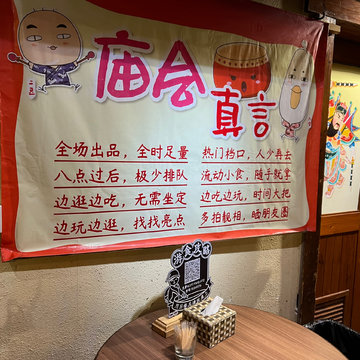 庙会
真言
全场出品，全时足量
八点过后，极少排队
边逛边吃，无需坐定
边玩边逛，找找亮点
热门档口，人少再去
流动小食，随手就拿
边吃边玩，时间大把
多拍靓相，晒朋友圈